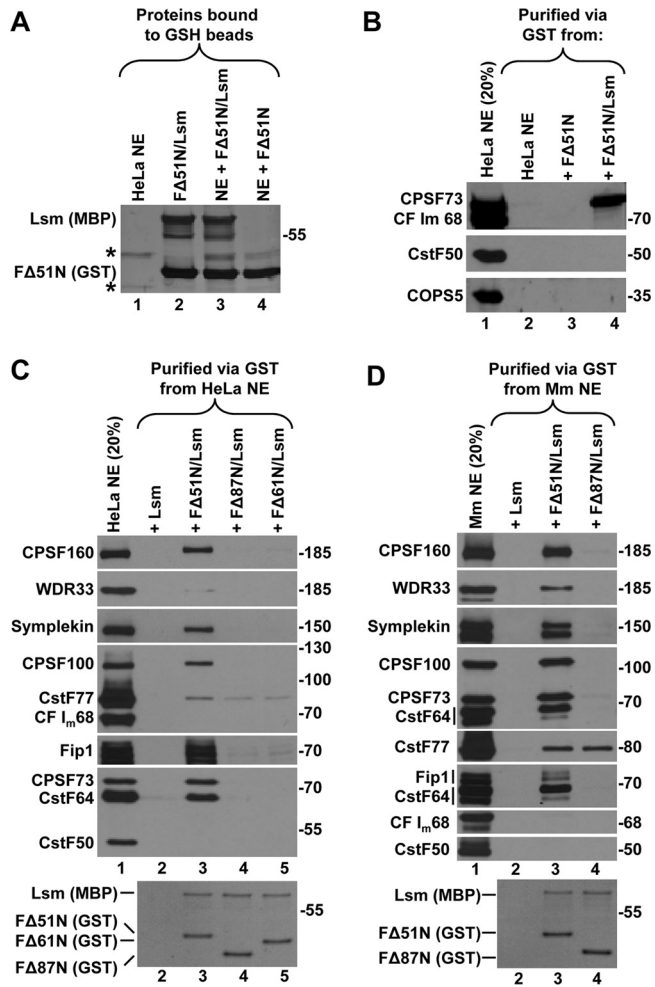 A
Proteins bound
to GSH beads
HeLa NE
FΔ51N/Lsm
NE + FΔ51N/Lsm
NE + FΔ51N
Lsm (MBP)
-55
*
FΔ51N (GST)
*
1 2 3 4
B
Purified via
GST from:
HeLa NE (20%)
HeLa NE
+ FΔ51N
+ FΔ51N/Lsm
CPSF73
CF Im 68
-70
CstF50
-50
COPS5
-35
1 2 3 4
C
Purified via GST
from HeLa NE
HeLa NE (20%)
+ Lsm
+ FΔ51N/Lsm
+ FΔ87N/Lsm
+ FΔ61N/Lsm
CPSF160
-185
WDR33
-185
Symplekin
-150
-130
CPSF100
-100
CstF77
-70
CF Im68
Fip1
-70
CPSF73
-70
CstF64
-55
CstF50
1 2 3 4 5
Lsm (MBP)
-55
FΔ51N (GST)
FΔ61N (GST)
FΔ87N (GST)
2 3 4 5
D
Purified via GST
from Mm NE
Mm NE (20%)
+ Lsm
+ FΔ51N/Lsm
+ FΔ87N/Lsm
CPSF160
-185
WDR33
-185
Symplekin
-150
CPSF100
-100
CPSF73
-70
CstF64
CstF77
-80
Fip1
-70
CstF64
CF Im68
-68
CstF50
-50
1 2 3 4
Lsm (MBP)
-55
FΔ51N (GST)
FΔ87N (GST)
2 3 4